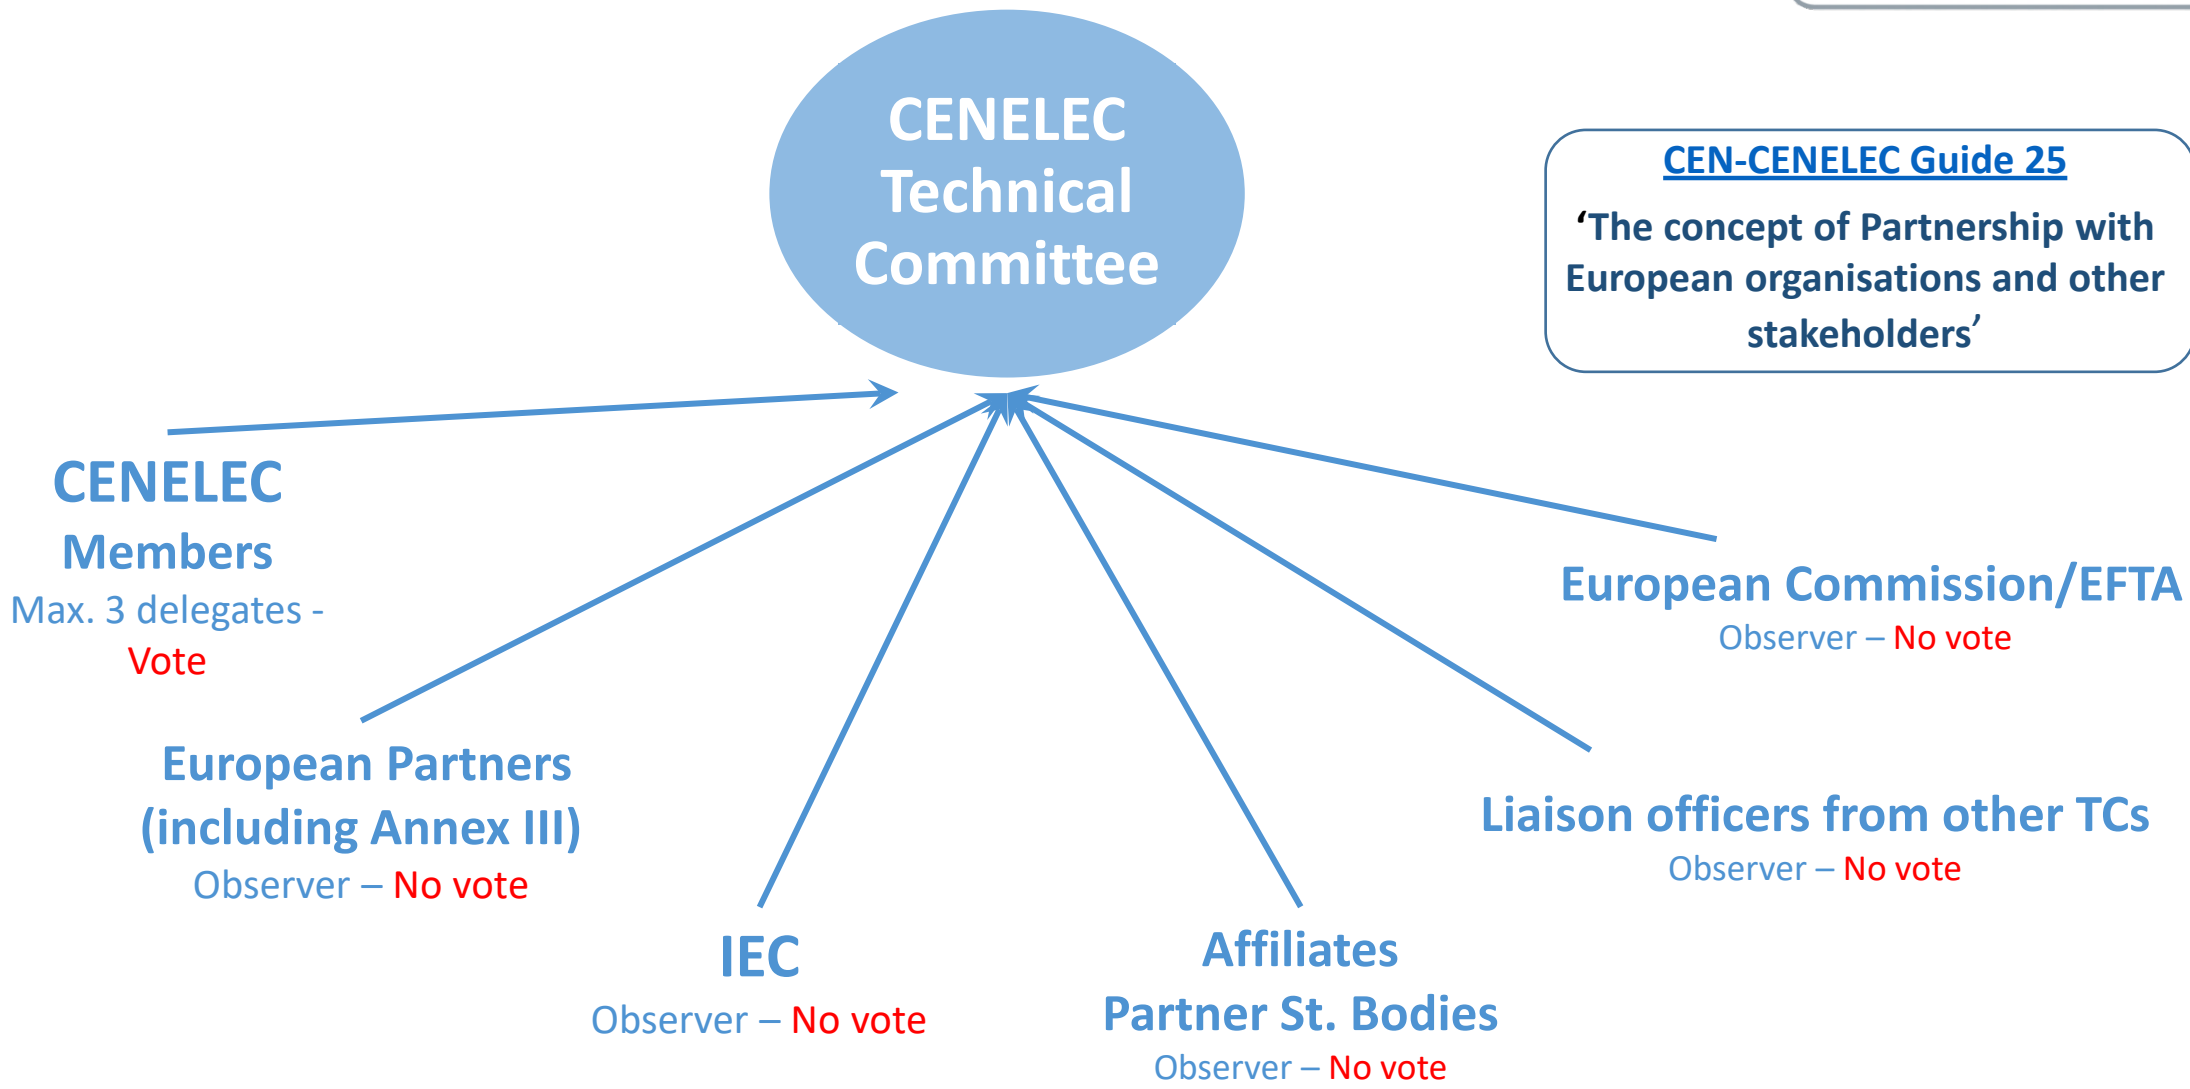 CENELEC
Technical
Committee
CEN-CENELEC Guide 25
‘The concept of Partnership with
European organisations and other
stakeholders’
CENELEC
Members
Max. 3 delegates -
Vote
European Partners
(including Annex III)
Observer – No vote
IEC
Observer – No vote
Affiliates
Partner St. Bodies
Observer – No vote
Liaison officers from other TCs
Observer – No vote
European Commission/EFTA
Observer – No vote